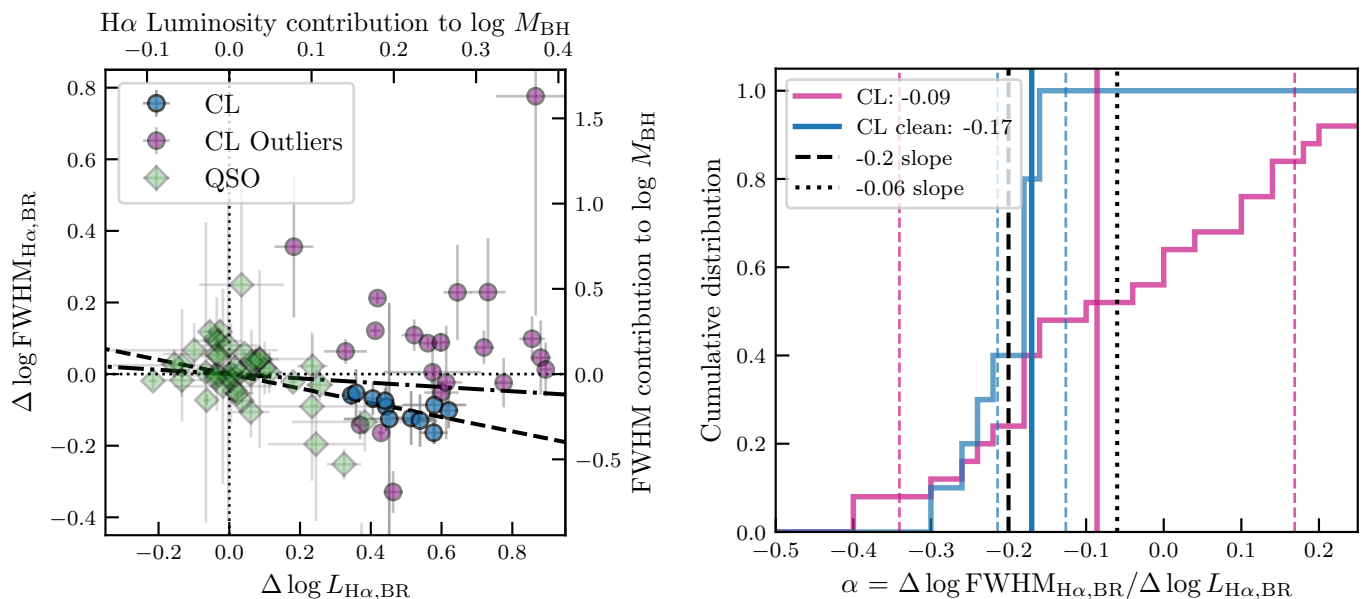 Hα Luminosity contribution to log M_BH
−0.1 0.0 0.1 0.2 0.3 0.4
0.8
0.6
0.4
0.2
0.0
−0.2
−0.4
Δ log FWHM_Hα,BR
CL
CL Outliers
QSO
1.5
1.0
0.5
0.0
−0.5
FWHM contribution to log M_BH
−0.2 0.0 0.2 0.4 0.6 0.8
Δ log L_Hα,BR
1.0
0.8
0.6
0.4
0.2
0.0
Cumulative distribution
CL: -0.09
CL clean: -0.17
-0.2 slope
-0.06 slope
−0.5 −0.4 −0.3 −0.2 −0.1 0.0 0.1 0.2
α = Δ log FWHM_Hα,BR/Δ log L_Hα,BR